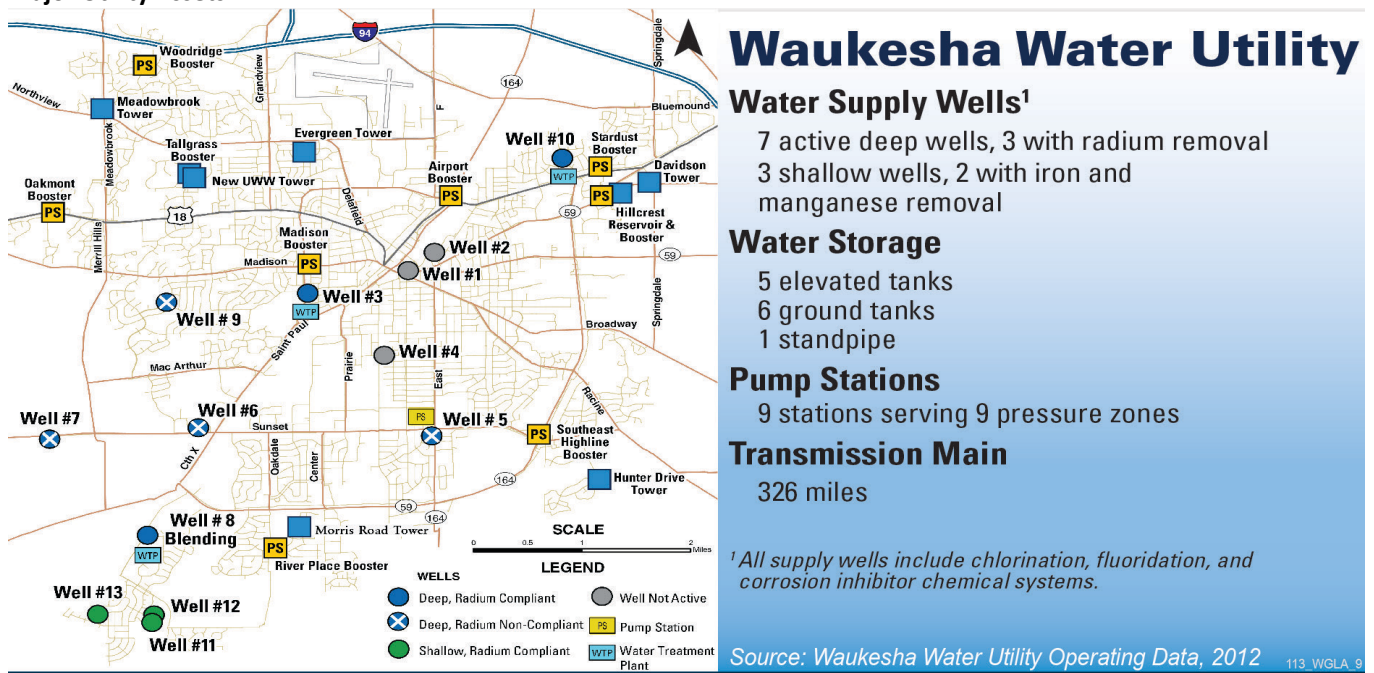 94
Springdale
Woodridge
Booster
PS
Grandview
164
Northview
Meadowbrook
Tower
F
Bluemound
Meadowbrook
Evergreen Tower
Well #10
Stardust
Booster
PS
Tallgrass
Booster
WTP
Davidson
Tower
Airport
Booster
PS
New UWW Tower
Oakmont
Booster
PS
Delafield
PS
18
59
Hillcrest
Reservoir &
Booster
Merrill Hills
Madison
Booster
Madison
PS
Well #2
59
Well #1
Well #3
WTP
Well # 9
Saint Paul
Springdale
Broadway
Prairie
Well #4
Mac Arthur
East
Racine
Well #7
Well #6
PS
Well # 5
Sunset
PS
Southeast
Highline
Booster
Cth X
Oakdale
Center
164
Hunter Drive
Tower
59
164
Well # 8
Blending
WTP
Morris Road Tower
PS
River Place Booster
SCALE
0 0.5 1 2
Miles
LEGEND
Well #13
Well #12
Well #11
WELLS
Deep, Radium Compliant
Deep, Radium Non-Compliant
Shallow, Radium Compliant
Well Not Active
PS Pump Station
WTP Water Treatment
Plant
Waukesha Water Utility
Water Supply Wells¹
7 active deep wells, 3 with radium removal
3 shallow wells, 2 with iron and
manganese removal
Water Storage
5 elevated tanks
6 ground tanks
1 standpipe
Pump Stations
9 stations serving 9 pressure zones
Transmission Main
326 miles
¹ All supply wells include chlorination, fluoridation, and
corrosion inhibitor chemical systems.
Source: Waukesha Water Utility Operating Data, 2012
113_WGLA_9